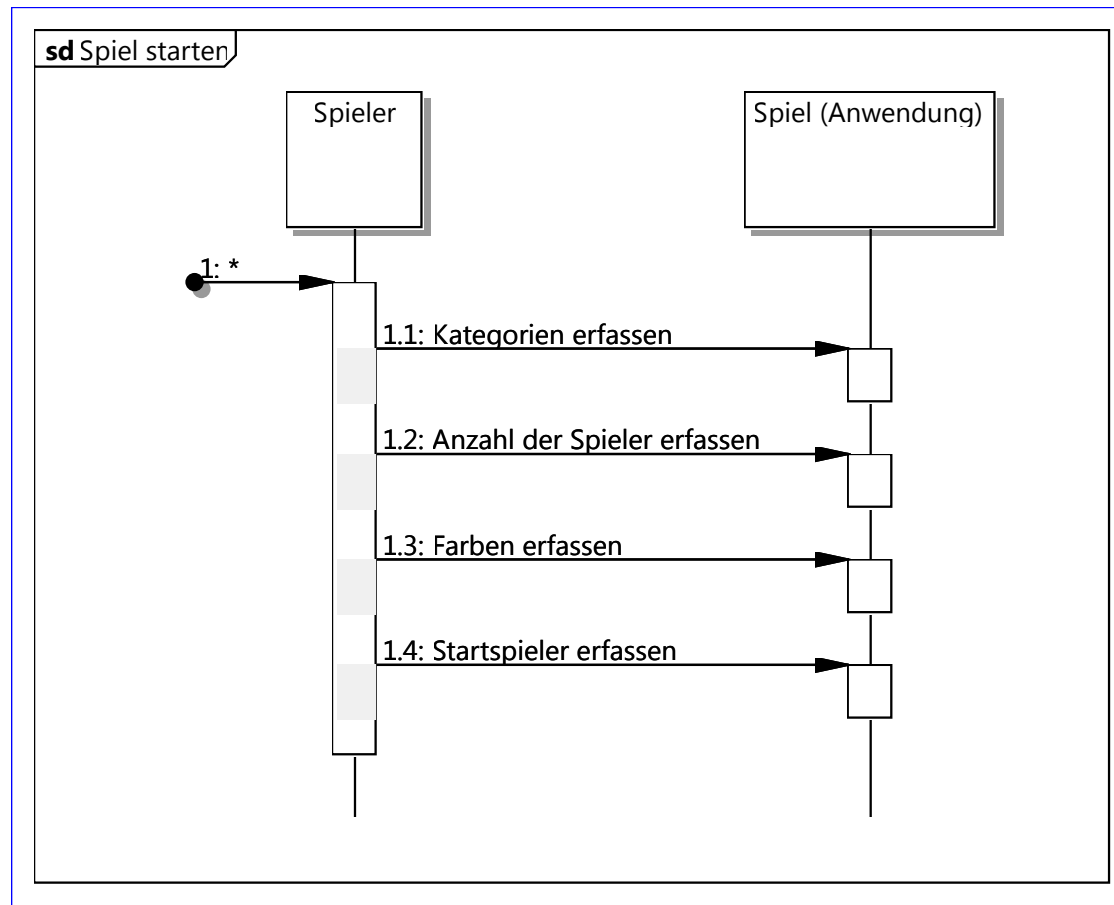 sd Spiel starten
Spieler
Spiel (Anwendung)
1: *
1.1: Kategorien erfassen
1.2: Anzahl der Spieler erfassen
1.3: Farben erfassen
1.4: Startspieler erfassen